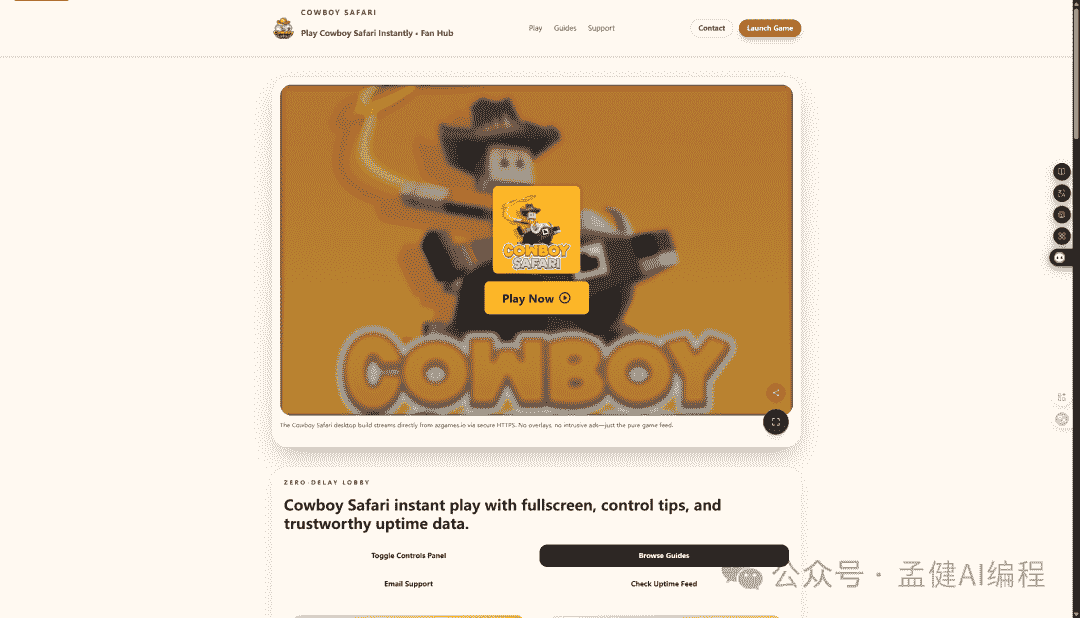 COWBOY SAFARI
Play Cowboy Safari Instantly • Fan Hub
Play
Guides
Support
Contact
Launch Game
COWBOY
SAFARI
Play Now
COWBOY
The Cowboy Safari desktop build streams directly from azgames.io via secure HTTPS. No overlays, no intrusive ads—just the pure game feed.
ZERO-DELAY LOBBY
Cowboy Safari instant play with fullscreen, control tips, and
trustworthy uptime data.
Toggle Controls Panel
Browse Guides
Email Support
Check Uptime Feed
公众号 · 孟健AI编程